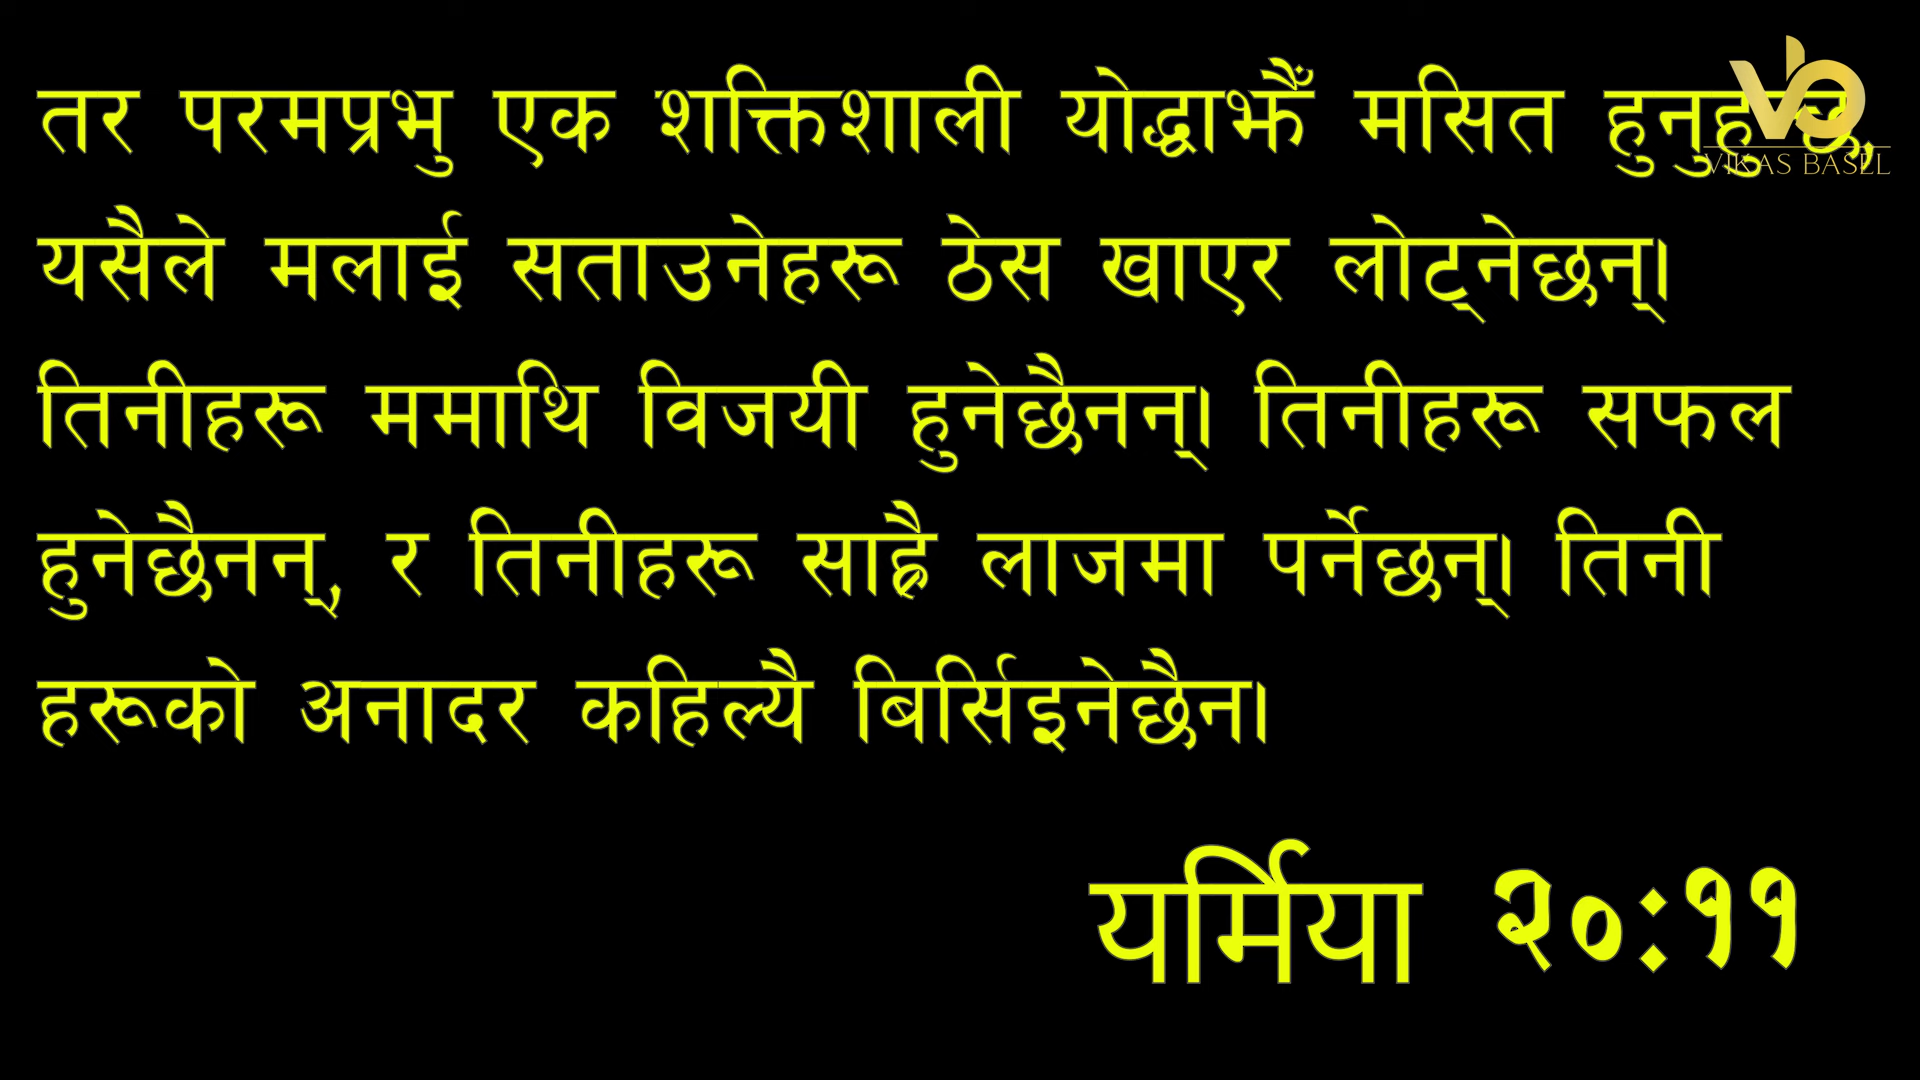 तर परमप्रभु एक शक्तिशाली योद्धाझैँ मसित हुनुहुन्छ,
VIKAS BASEL
यसैले मलाई सताउनेहरू ठेस खाएर लोट्नेछन्।
तिनीहरू ममाथि विजयी हुनेछैनन्। तिनीहरू सफल
हुनेछैनन्, र तिनीहरू साह्रै लाजमा पर्नेछन्। तिनी
हरूको अनादर कहिल्यै बिर्सिइनेछैन।
यर्मिया २०:११